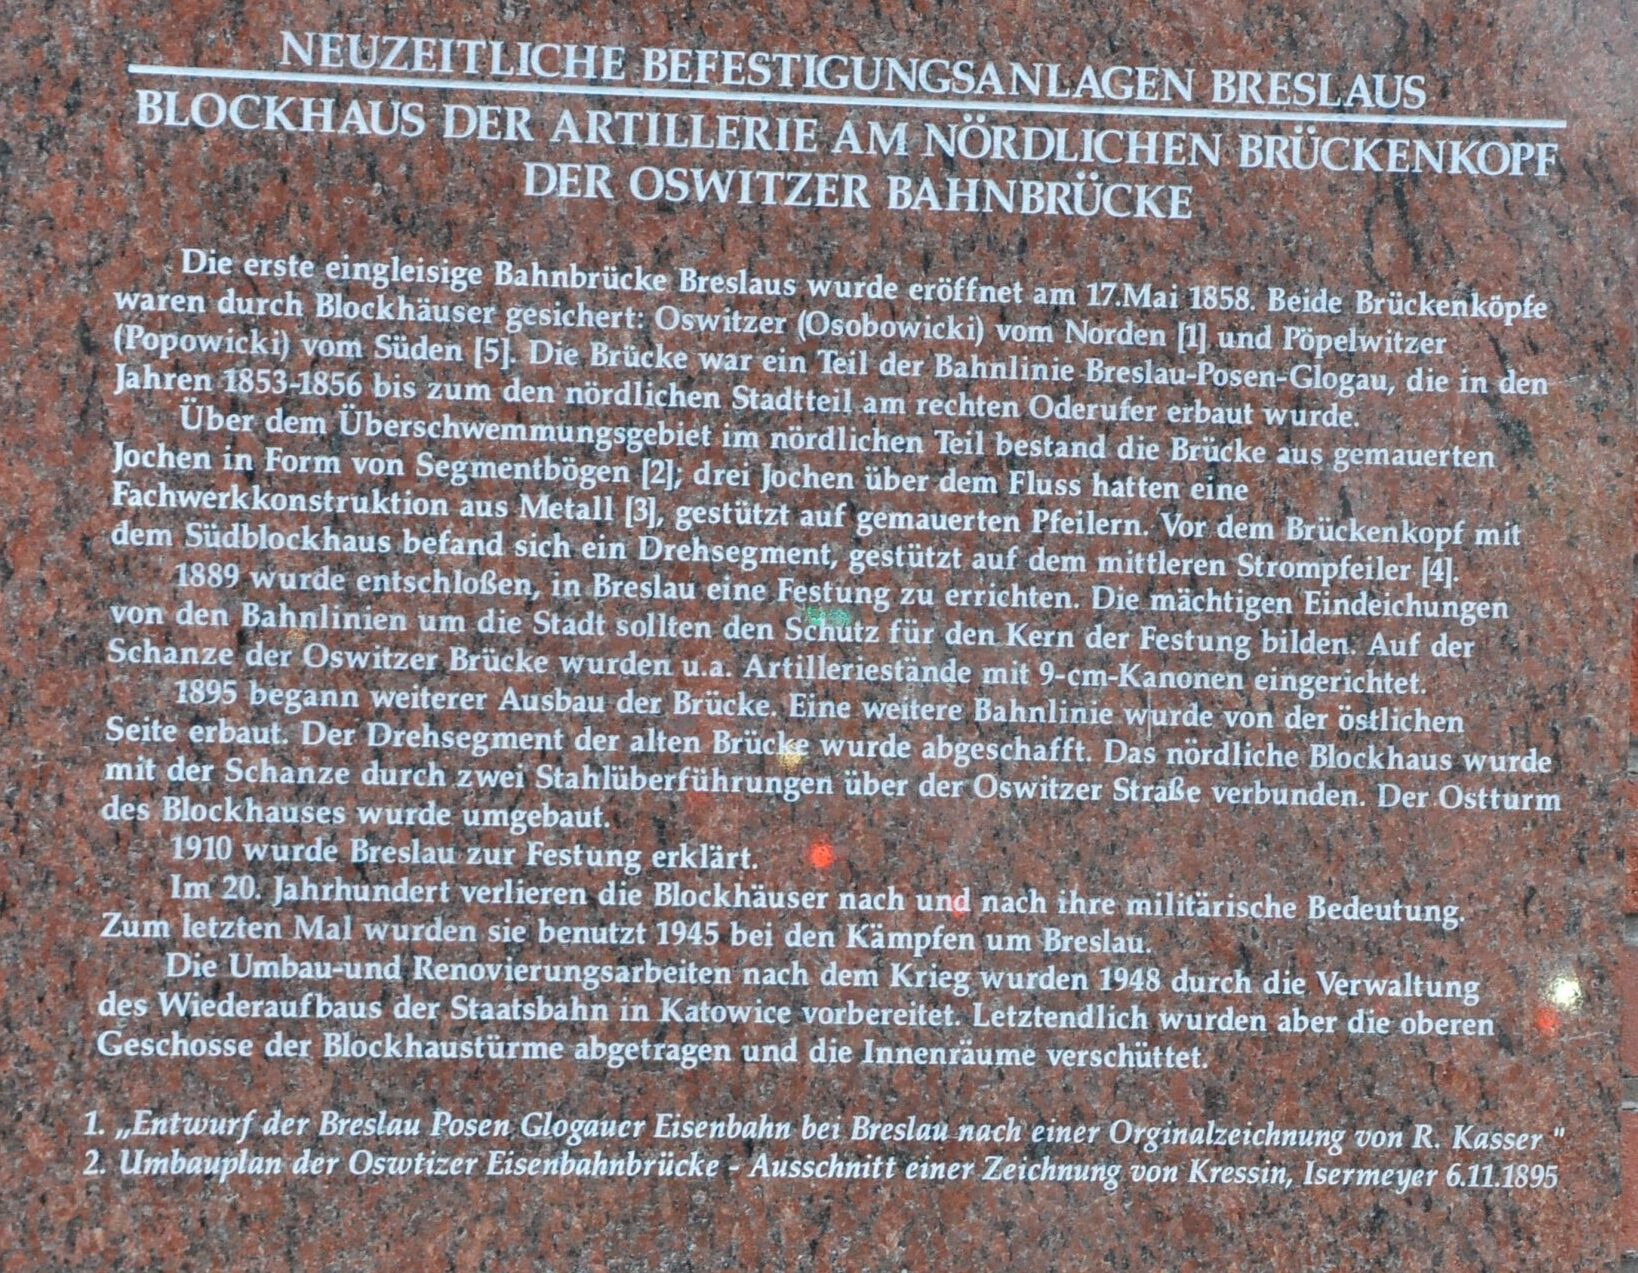 NEUZEITLICHE BEFESTIGUNGSANLAGEN BRESLAUS
BLOCKHAUS DER ARTILLERIE AM NÖRDLICHEN BRÜCKENKOPF
DER OSWITZER BAHNBRÜCKE
Die erste eingleisige Bahnbrücke Breslaus wurde eröffnet am 17.Mai 1858. Beide Brückenköpfe
waren durch Blockhäuser gesichert: Oswitzer (Osobowicki) vom Norden [1] und Pöpelwitzer
(Popowicki) vom Süden [5]. Die Brücke war ein Teil der Bahnlinie Breslau-Posen-Glogau, die in den
Jahren 1853-1856 bis zum den nördlichen Stadtteil am rechten Oderufer erbaut wurde.
Über dem Überschwemmungsgebiet im nördlichen Teil bestand die Brücke aus gemauerten
Jochen in Form von Segmentbögen [2]; drei Jochen über dem Fluss hatten eine
Fachwerkkonstruktion aus Metall [3], gestützt auf gemauerten Pfeilern. Vor dem Brückenkopf mit
dem Südblockhaus befand sich ein Drehsegment, gestützt auf dem mittleren Strompfeiler [4].
1889 wurde entschloßen, in Breslau eine Festung zu errichten. Die mächtigen Eindeichungen
von den Bahnlinien um die Stadt sollten den Schutz für den Kern der Festung bilden. Auf der
Schanze der Oswitzer Brücke wurden u.a. Artilleriestände mit 9-cm-Kanonen eingerichtet.
1895 begann weiterer Ausbau der Brücke. Eine weitere Bahnlinie wurde von der östlichen
Seite erbaut. Der Drehsegment der alten Brücke wurde abgeschafft. Das nördliche Blockhaus wurde
mit der Schanze durch zwei Stahlüberführungen über der Oswitzer Straße verbunden. Der Ostturm
des Blockhauses wurde umgebaut.
1910 wurde Breslau zur Festung erklärt.
Im 20. Jahrhundert verlieren die Blockhäuser nach und nach ihre militärische Bedeutung.
Zum letzten Mal wurden sie benutzt 1945 bei den Kämpfen um Breslau.
Die Umbau-und Renovierungsarbeiten nach dem Krieg wurden 1948 durch die Verwaltung
des Wiederaufbaus der Staatsbahn in Katowice vorbereitet. Letztendlich wurden aber die oberen
Geschosse der Blockhaustürme abgetragen und die Innenräume verschüttet.
1. „Entwurf der Breslau Posen Glogauer Eisenbahn bei Breslau nach einer Orginalzeichnung von R. Kasser "
2. Umbauplan der Oswtizer Eisenbahnbrücke - Ausschnitt einer Zeichnung von Kressin, Isermeyer 6.11.1895